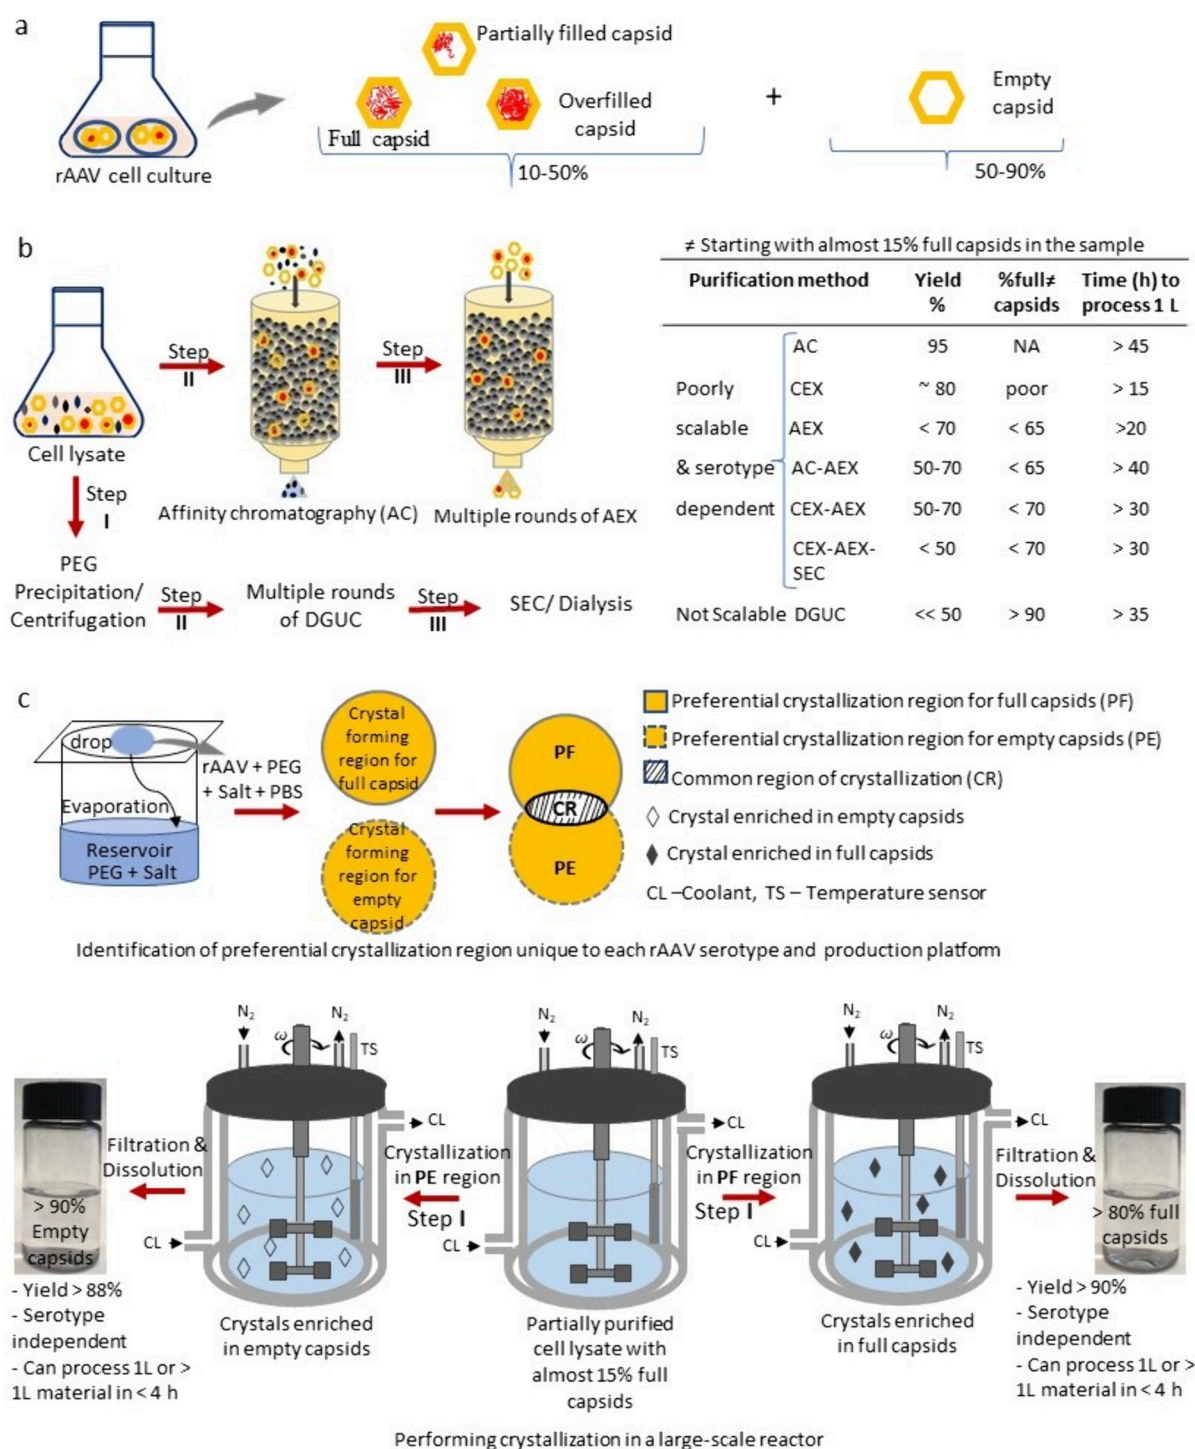 a
Partially filled capsid
Full capsid
Overfilled
capsid
+
Empty
capsid
rAAV cell culture
10-50%
50-90%
b
Cell lysate
Step
I
Step
II
Step
III
Affinity chromatography (AC)
Multiple rounds of AEX
PEG
Precipitation/
Centrifugation
Step
II
Multiple rounds
of DGUC
Step
III
SEC/ Dialysis
≠ Starting with almost 15% full capsids in the sample
Purification method Yield % %full≠ capsids Time (h) to process 1 L
Poorly
scalable
& serotype
dependent
AC 95 NA > 45
CEX ~ 80 poor > 15
AEX < 70 < 65 >20
AC-AEX 50-70 < 65 > 40
CEX-AEX 50-70 < 70 > 30
CEX-AEX-SEC < 50 < 70 > 30
Not Scalable DGUC << 50 > 90 > 35
c
drop
Evaporation
Reservoir
PEG + Salt
rAAV + PEG
+ Salt + PBS
Crystal
forming
region for
full capsid
Crystal
forming
region for
empty
capsid
PF
CR
PE
Preferential crystallization region for full capsids (PF)
Preferential crystallization region for empty capsids (PE)
Common region of crystallization (CR)
Crystal enriched in empty capsids
Crystal enriched in full capsids
CL –Coolant, TS – Temperature sensor
Identification of preferential crystallization region unique to each rAAV serotype and production platform
N2
N2
ω
TS
CL
CL
Crystals enriched
in empty capsids
Filtration &
Dissolution
> 90%
Empty
capsids
- Yield > 88%
- Serotype
independent
- Can process 1L or >
1L material in < 4 h
Crystallization
in PE region
Step I
N2
N2
ω
TS
CL
CL
Partially purified
cell lysate with
almost 15% full
capsids
Crystallization
in PF region
Step I
N2
N2
ω
TS
CL
CL
Crystals enriched
in full capsids
Filtration &
Dissolution
> 80% full
capsids
- Yield > 90%
- Serotype
independent
- Can process 1L or >
1L material in < 4 h
Performing crystallization in a large-scale reactor